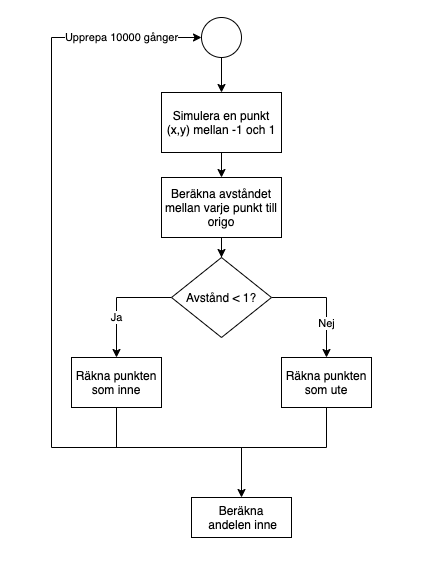 Upprepa 10000 gånger
Simulera en punkt
(x,y) mellan -1 och 1
Beräkna avståndet
mellan varje punkt till
origo
Avstånd < 1?
Ja
Nej
Räkna punkten
som inne
Räkna punkten
som ute
Beräkna
andelen inne